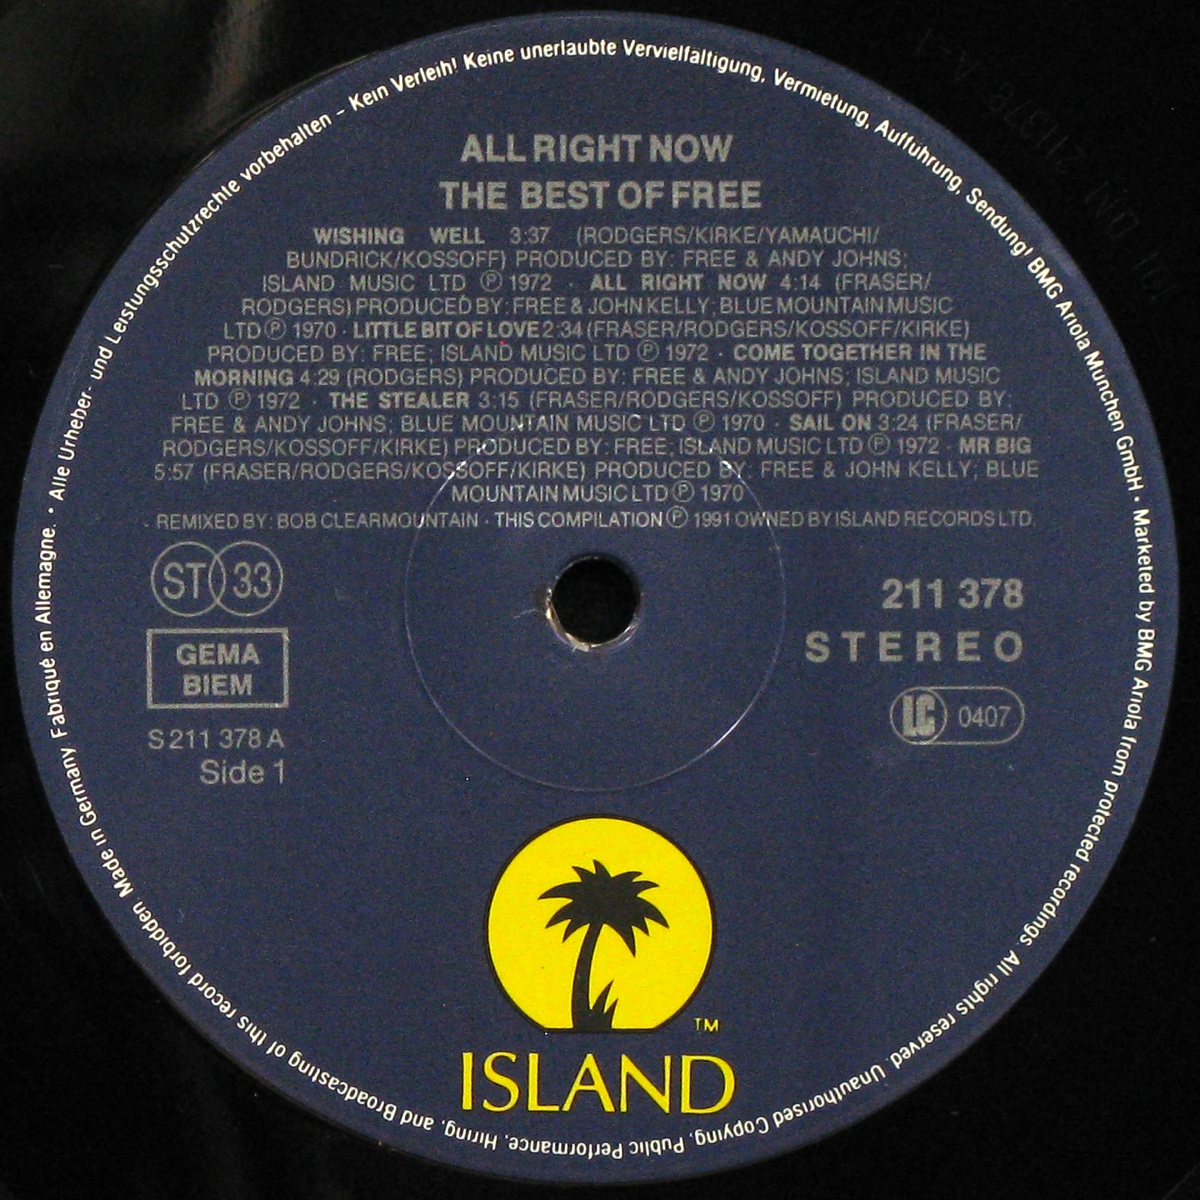 ALL RIGHT NOW
THE BEST OF FREE
WISHING WELL 3:37 (RODGERS/KIRKE/YAMAUCHI/
BUNDRICK/KOSSOFF) PRODUCED BY: FREE & ANDY JOHNS;
ISLAND MUSIC LTD Ⓟ 1972 · ALL RIGHT NOW 4:14 (FRASER/
RODGERS) PRODUCED BY: FREE & JOHN KELLY; BLUE MOUNTAIN MUSIC
LTD Ⓟ 1970 · LITTLE BIT OF LOVE 2:34 (FRASER/RODGERS/KOSSOFF/KIRKE)
PRODUCED BY: FREE; ISLAND MUSIC LTD Ⓟ 1972 · COME TOGETHER IN THE
MORNING 4:29 (RODGERS) PRODUCED BY: FREE & ANDY JOHNS; ISLAND MUSIC
LTD Ⓟ 1972 · THE STEALER 3:15 (FRASER/RODGERS/KOSSOFF) PRODUCED BY:
FREE & ANDY JOHNS; BLUE MOUNTAIN MUSIC LTD Ⓟ 1970 · SAIL ON 3:24 (FRASER/
RODGERS/KOSSOFF/KIRKE) PRODUCED BY: FREE; ISLAND MUSIC LTD Ⓟ 1972 · MR BIG
5:57 (FRASER/RODGERS/KOSSOFF/KIRKE) PRODUCED BY: FREE & JOHN KELLY; BLUE
MOUNTAIN MUSIC LTD Ⓟ 1970
REMIXED BY: BOB CLEARMOUNTAIN · THIS COMPILATION Ⓟ 1991 OWNED BY ISLAND RECORDS LTD.
ST 33
GEMA
BIEM
S 211 378 A
Side 1
211 378
STEREO
LC 0407
TM
ISLAND
• Alle Urheber- und Leistungsschutzrechte vorbehalten – Kein Verleih! Keine unerlaubte Vervielfältigung, Vermietung, Aufführung, Sendung! BMG Ariola München GmbH • Marketed by BMG Ariola from protected recordings. All rights reserved. Unauthorised Copying, Public Performance, Hiring, and Broadcasting of this record forbidden. Made in Germany. Fabriqué en Allemagne.